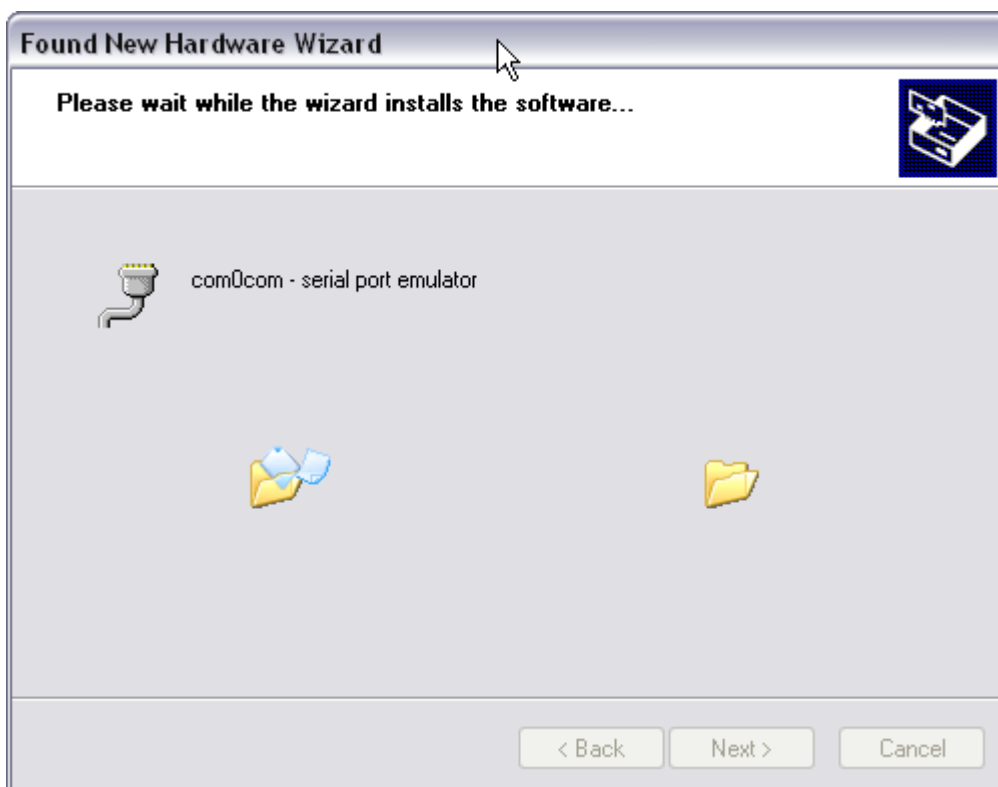 Found New Hardware Wizard
Please wait while the wizard installs the software...
com0com - serial port emulator
< Back Next > Cancel